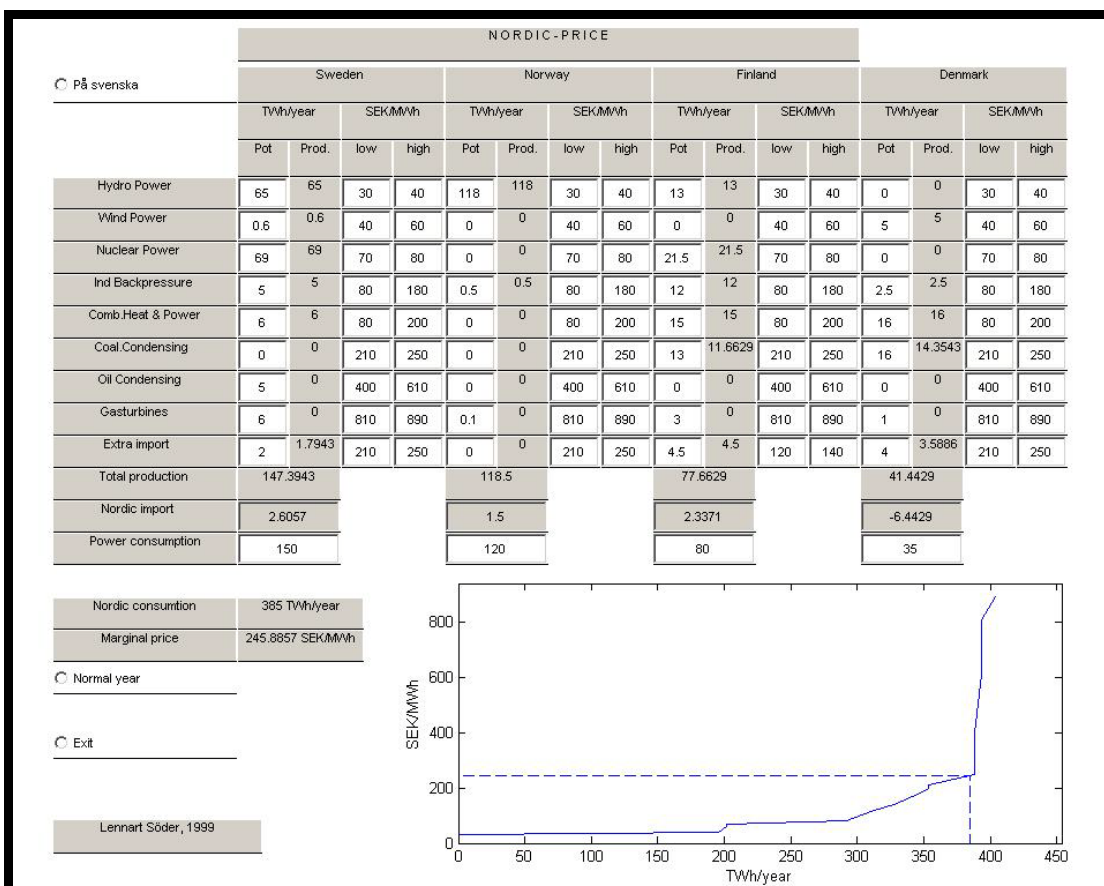 NORDIC-PRICE
På svenska
Sweden Norway Finland Denmark
TWh/year SEK/MWh TWh/year SEK/MWh TWh/year SEK/MWh TWh/year SEK/MWh
Pot Prod. low high Pot Prod. low high Pot Prod. low high Pot Prod. low high
Hydro Power 65 65 30 40 118 118 30 40 13 13 30 40 0 0 30 40
Wind Power 0.6 0.6 40 60 0 0 40 60 0 0 40 60 5 5 40 60
Nuclear Power 69 69 70 80 0 0 70 80 21.5 21.5 70 80 0 0 70 80
Ind Backpressure 5 5 80 180 0.5 0.5 80 180 12 12 80 180 2.5 2.5 80 180
Comb.Heat & Power 6 6 80 200 0 0 80 200 15 15 80 200 16 16 80 200
Coal.Condensing 0 0 210 250 0 0 210 250 13 11.6629 210 250 16 14.3543 210 250
Oil Condensing 5 0 400 610 0 0 400 610 0 0 400 610 0 0 400 610
Gasturbines 6 0 810 890 0.1 0 810 890 3 0 810 890 1 0 810 890
Extra import 2 1.7943 210 250 0 0 210 250 4.5 4.5 120 140 4 3.5886 210 250
Total production 147.3943 118.5 77.6629 41.4429
Nordic import 2.6057 1.5 2.3371 -6.4429
Power consumption 150 120 80 35
Nordic consumtion 385 TWh/year
Marginal price 245.8857 SEK/MWh
Normal year
Exit
Lennart Söder, 1999
SEK/MWh
800
600
400
200
0
0 50 100 150 200 250 300 350 400 450
TWh/year